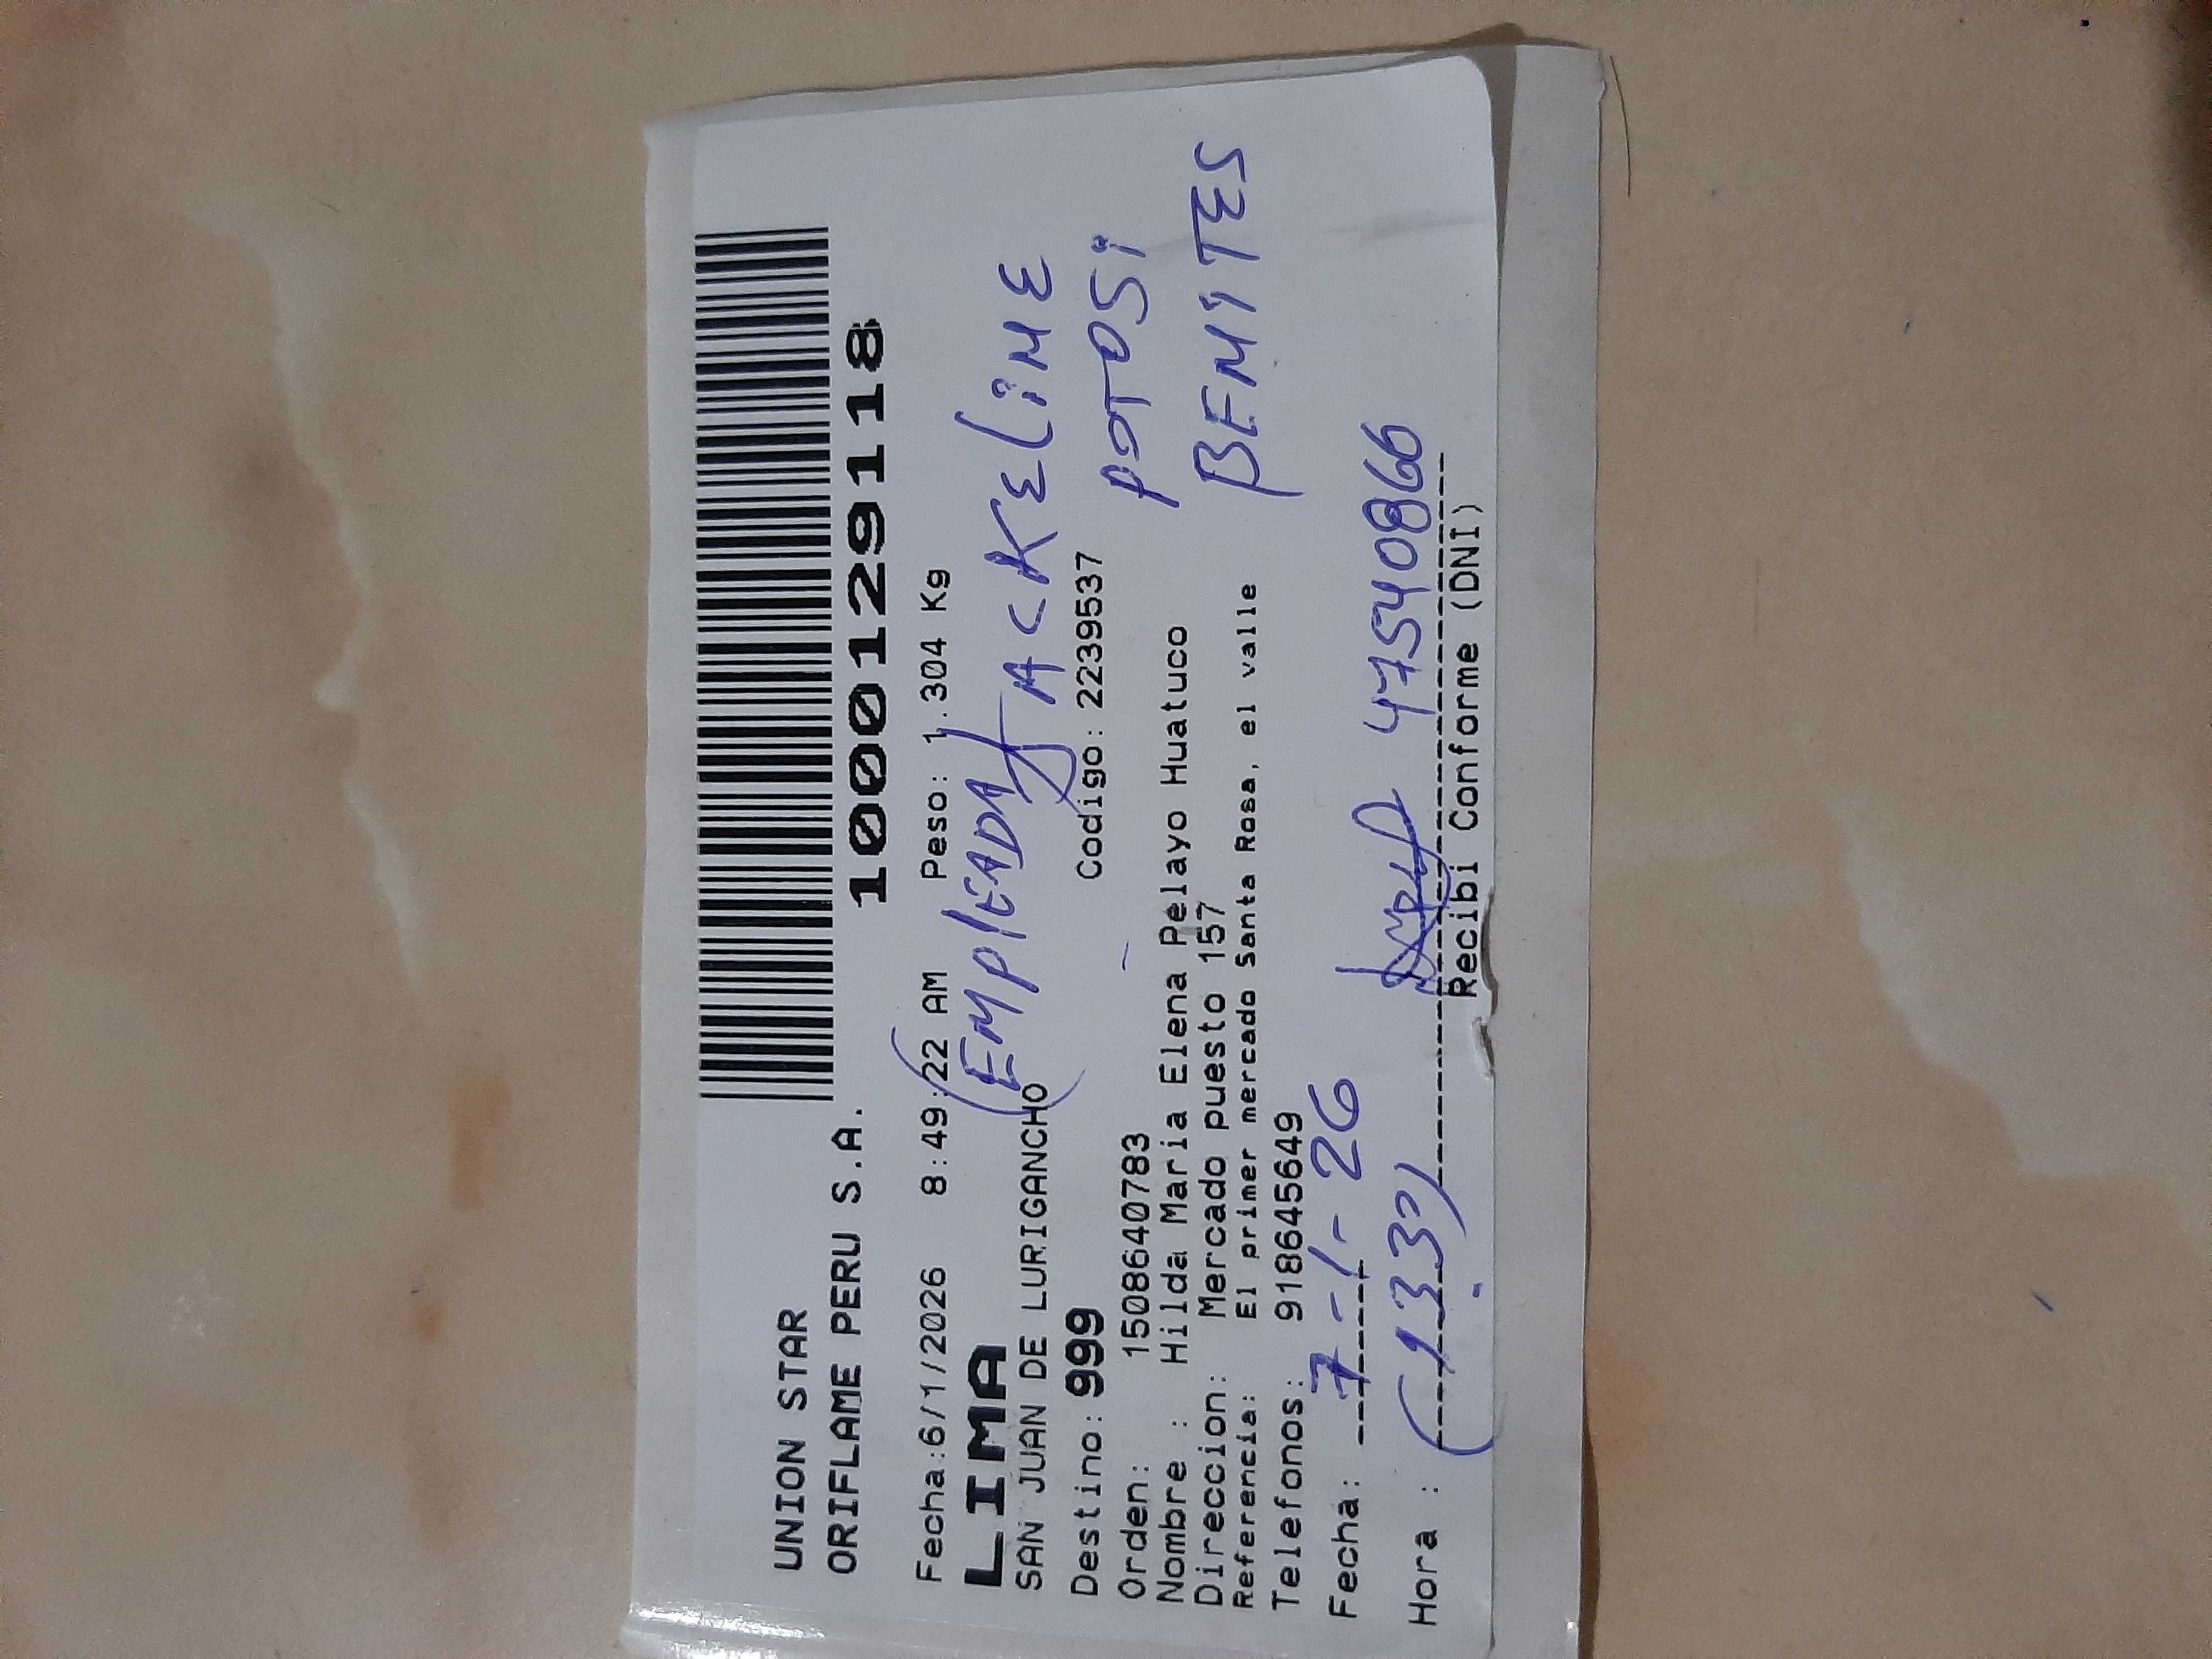 UNION STAR
ORIFLAME PERU S.A.
1000129118
Fecha:6/1/2026 8:49:22 AM Peso: 1.304 Kg
LIMA
(EMPlEADA) JACKELiNE
SAN JUAN DE LURIGANCHO
POTOSi
Destino: 999 Codigo: 2239537
BENiTES
Orden: 1508640783
Nombre : Hilda Maria Elena Pelayo Huatuco
Direccion: Mercado puesto 157
Referencia: El primer mercado Santa Rosa, el valle
Telefonos: 918645649
Fecha: 7-1-26
47540866
Hora : (1330)
Recibi Conforme (DNI)